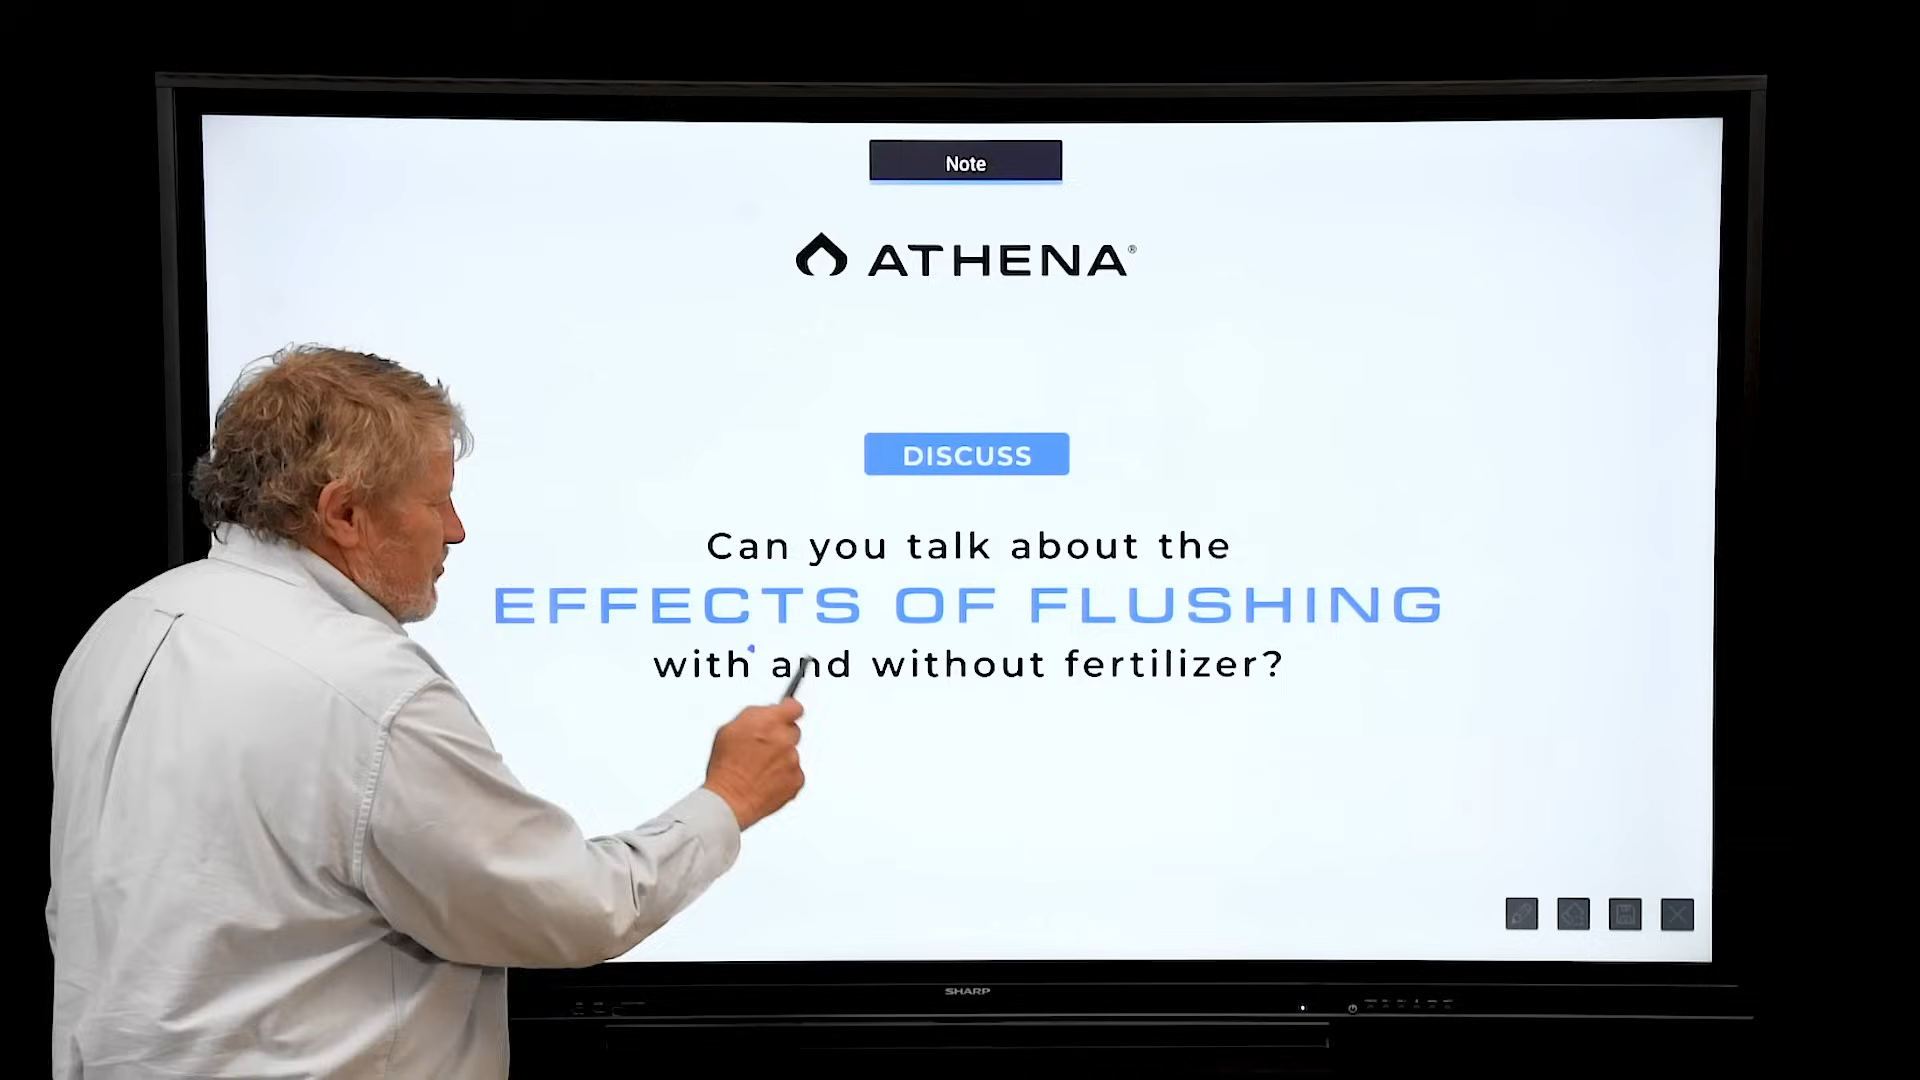 Note
ATHENA®
DISCUSS
Can you talk about the
EFFECTS OF FLUSHING
with and without fertilizer?
SHARP